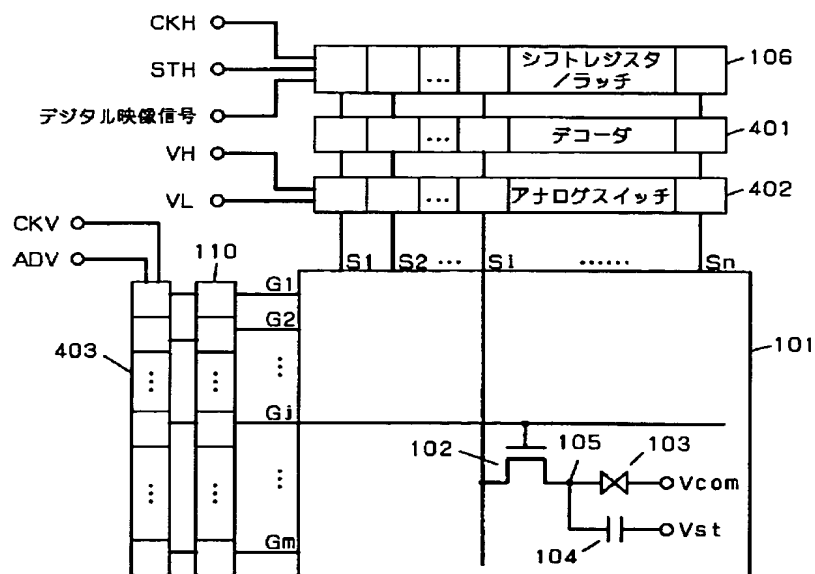 CKH
STH
デジタル映像信号
VH
VL
シフトレジスタ
/ラッチ
106
...
デコーダ
401
...
アナログスイッチ
402
...
CKV
ADV
110
S1 S2 ... Si ...... Sn
G1
G2
403
...
...
...
101
Gj
102
105
103
Vcom
...
...
...
104
Vst
Gm